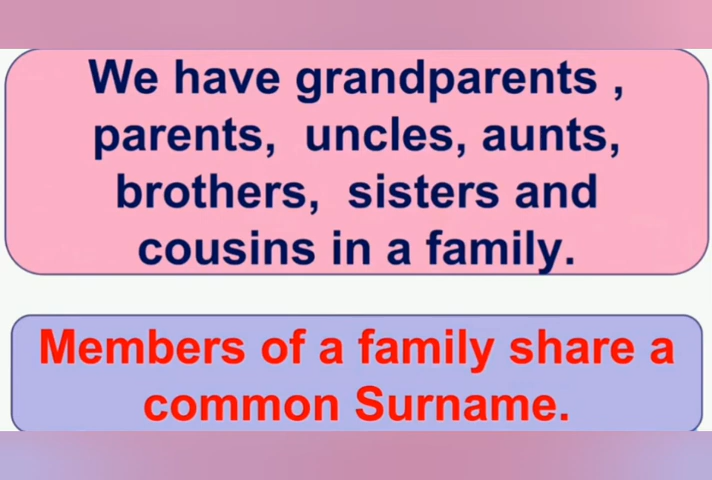 We have grandparents ,
parents, uncles, aunts,
brothers, sisters and
cousins in a family.
Members of a family share a
common Surname.